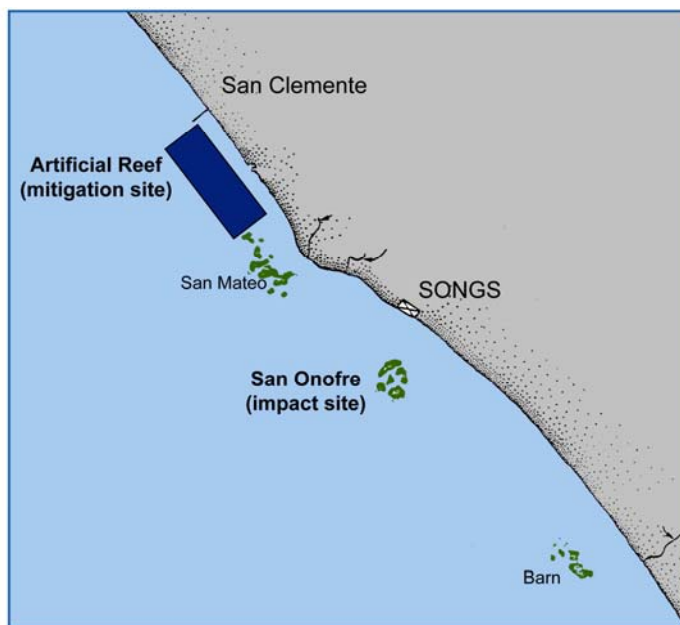 San Clemente
Artificial Reef
(mitigation site)
San Mateo
SONGS
San Onofre
(impact site)
Barn